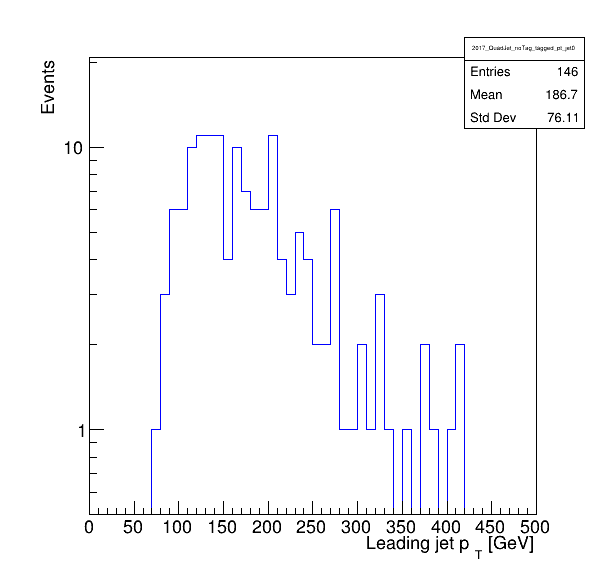 2017_QuadJet_noTag_tagged_pt_jet0
Entries 146
Mean 186.7
Std Dev 76.11
Events
10
1
0 50 100 150 200 250 300 350 400 450 500
Leading jet p T [GeV]